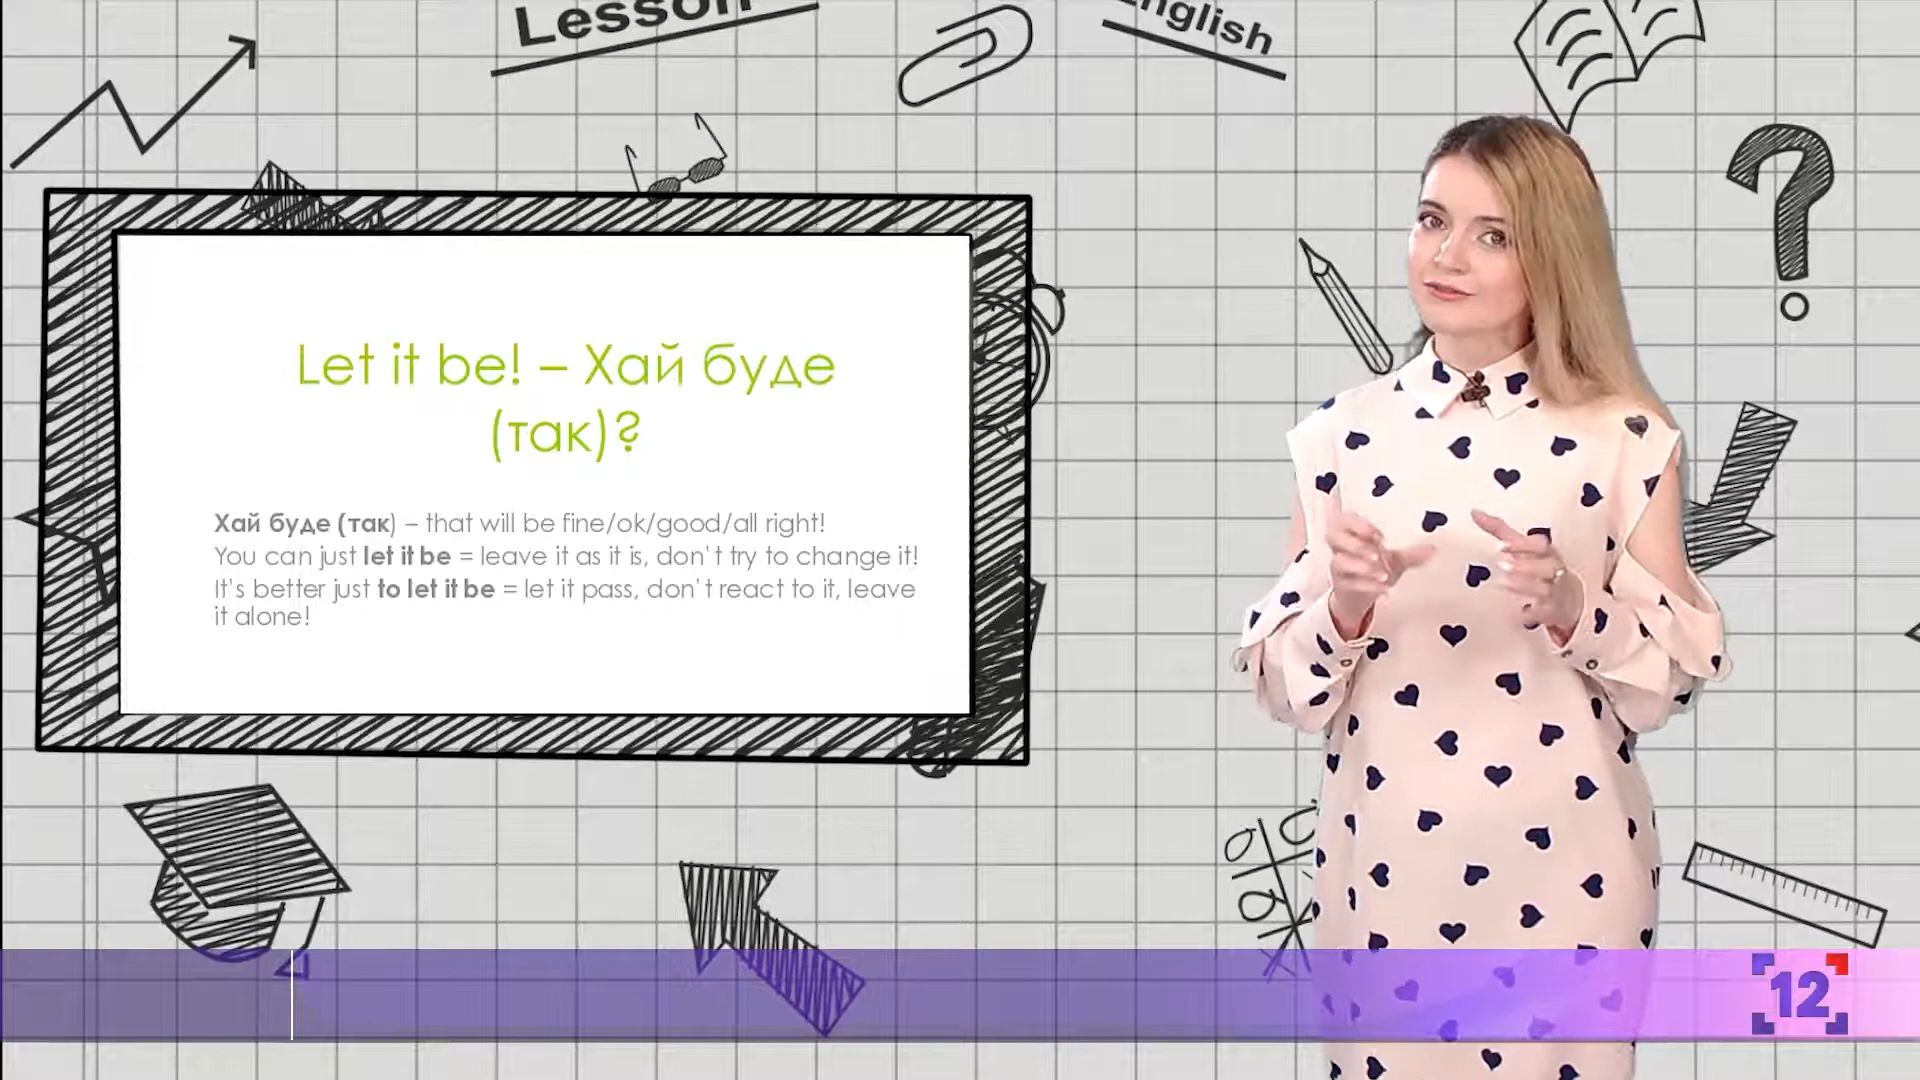 Lesson
English
Let it be! – Хай буде
(так)?
Хай буде (так) – that will be fine/ok/good/all right!
You can just let it be = leave it as it is, don't try to change it!
It's better just to let it be = let it pass, don't react to it, leave
it alone!
12